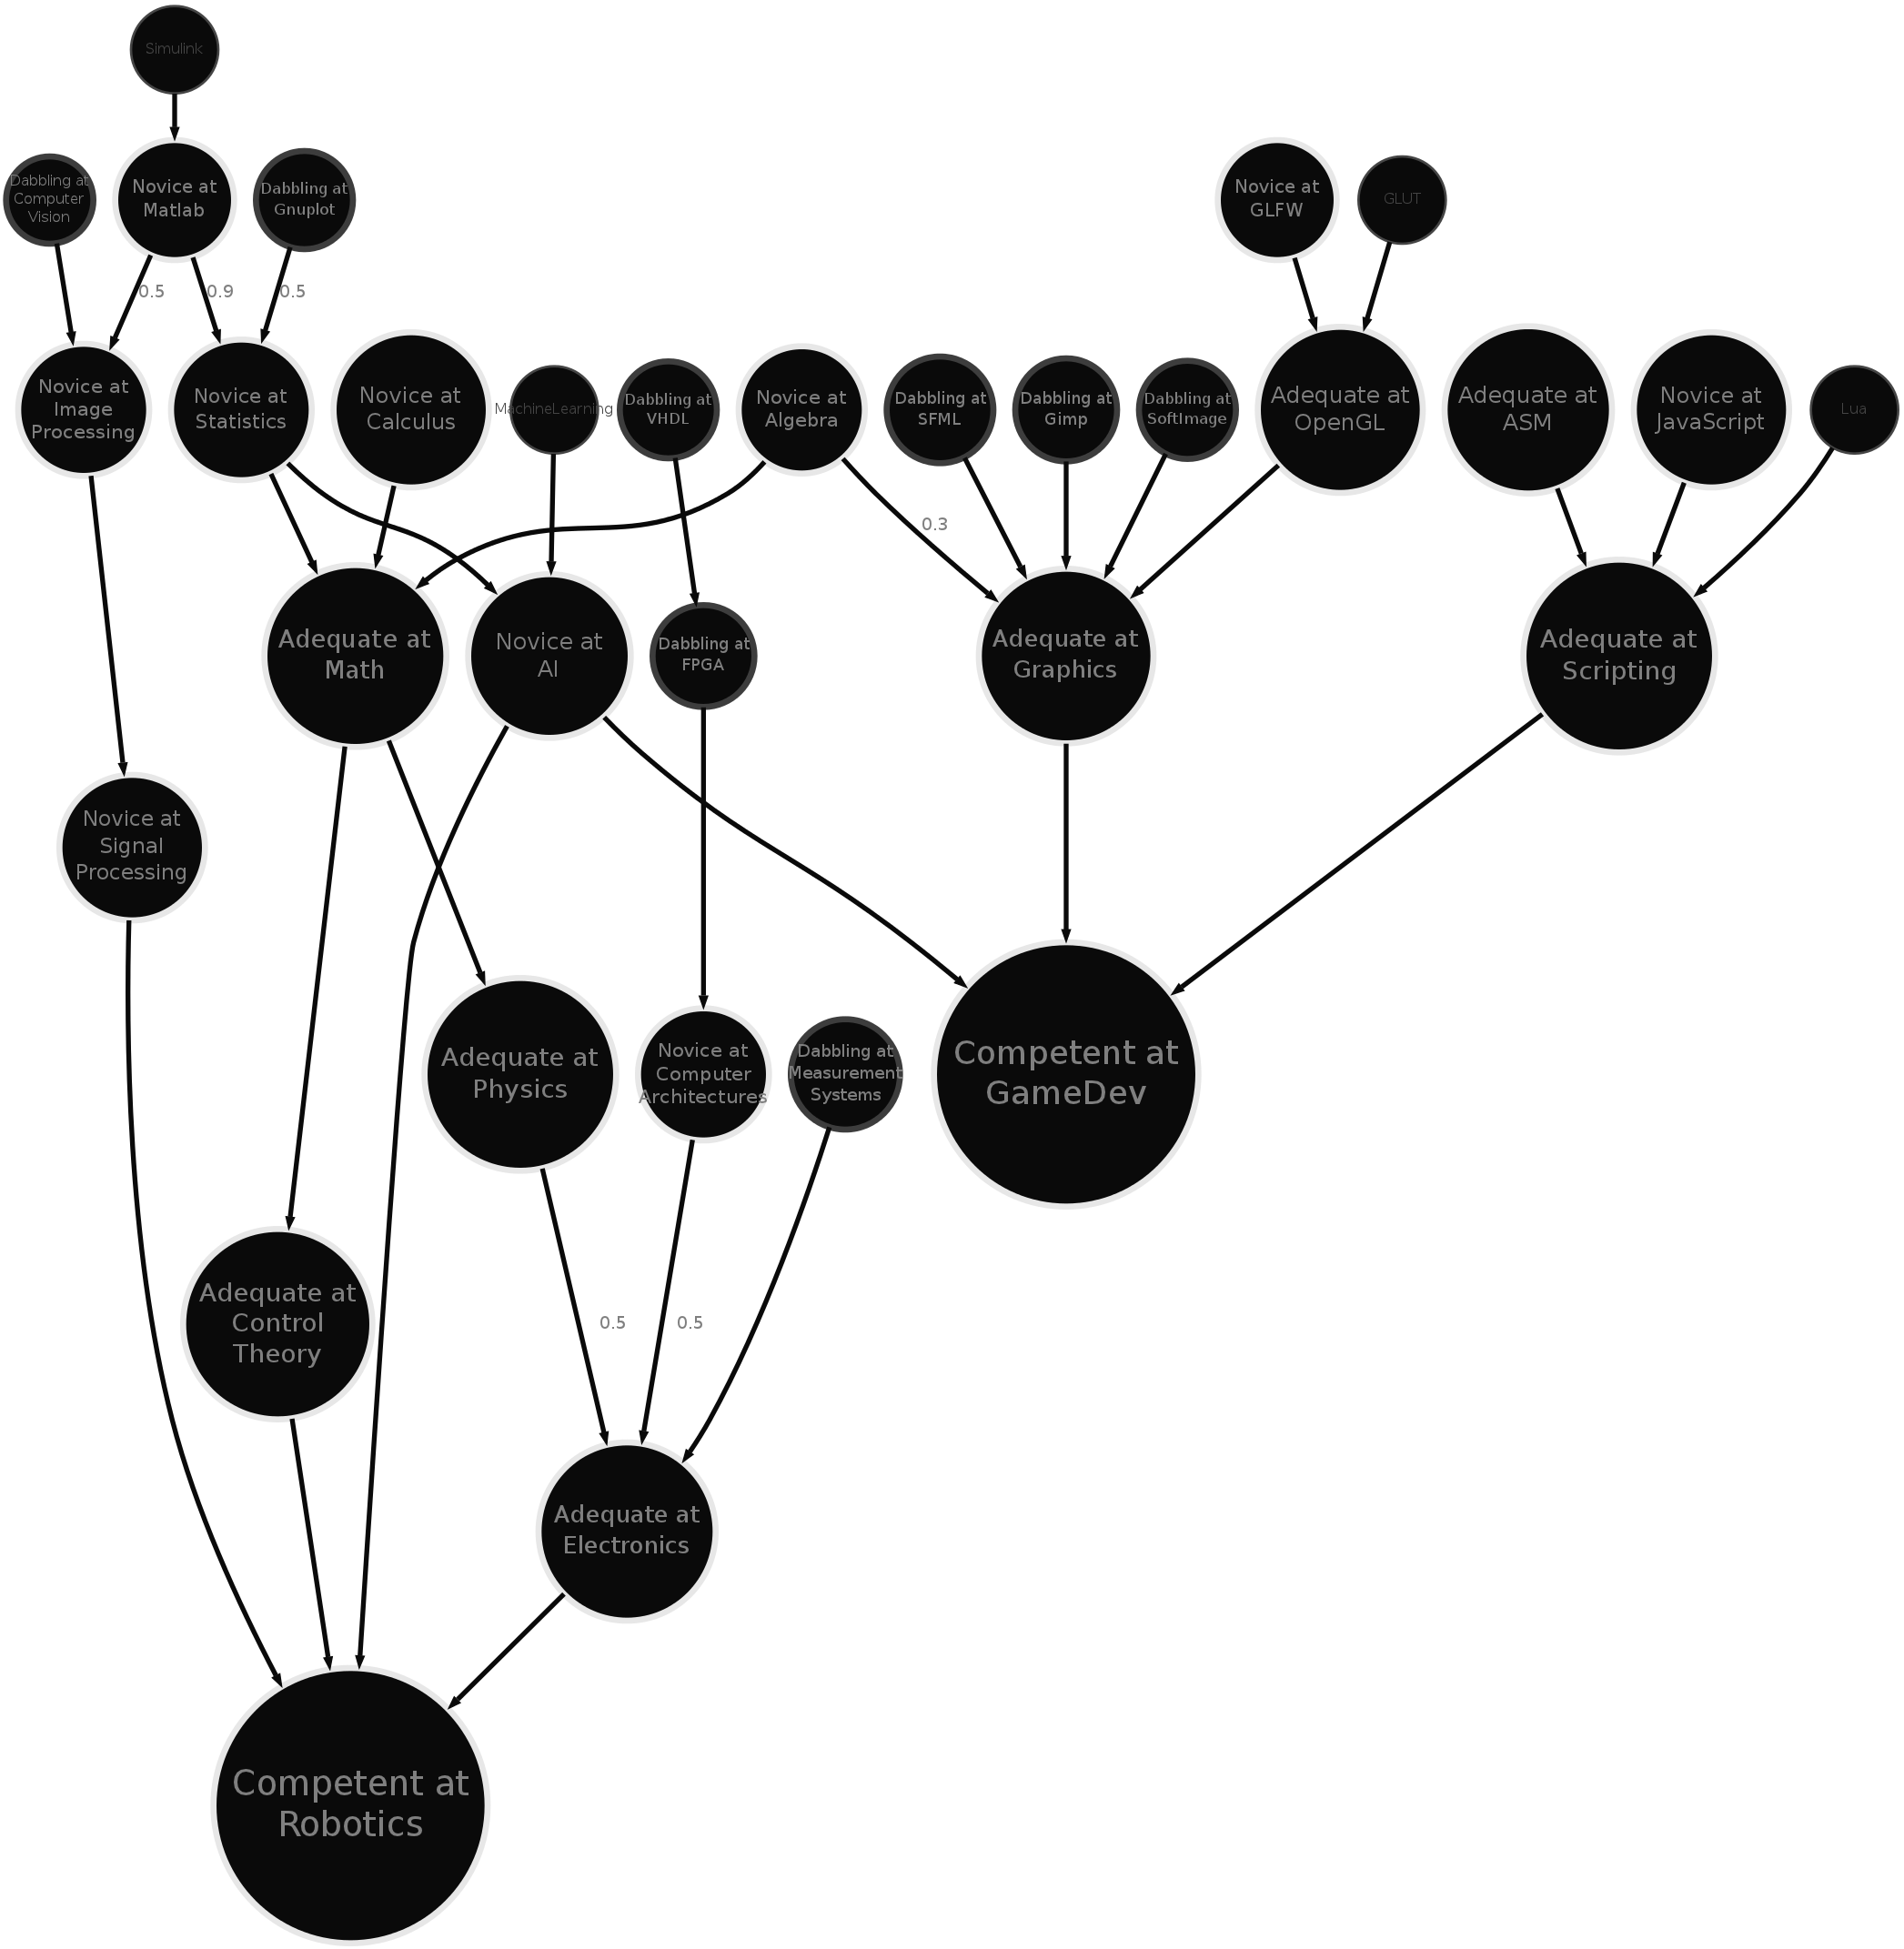 Simulink
Dabbling at
Computer
Vision
Novice at
Matlab
Dabbling at
Gnuplot
Novice at
GLFW
GLUT
0.5
0.9
0.5
Novice at
Image
Processing
Novice at
Statistics
Novice at
Calculus
MachineLearning
Dabbling at
VHDL
Novice at
Algebra
Dabbling at
SFML
Dabbling at
Gimp
Dabbling at
SoftImage
Adequate at
OpenGL
Adequate at
ASM
Novice at
JavaScript
Lua
0.3
Adequate at
Math
Novice at
AI
Dabbling at
FPGA
Adequate at
Graphics
Adequate at
Scripting
Novice at
Signal
Processing
Adequate at
Physics
Novice at
Computer
Architectures
Dabbling at
Measurement
Systems
Competent at
GameDev
Adequate at
Control
Theory
0.5
0.5
Adequate at
Electronics
Competent at
Robotics